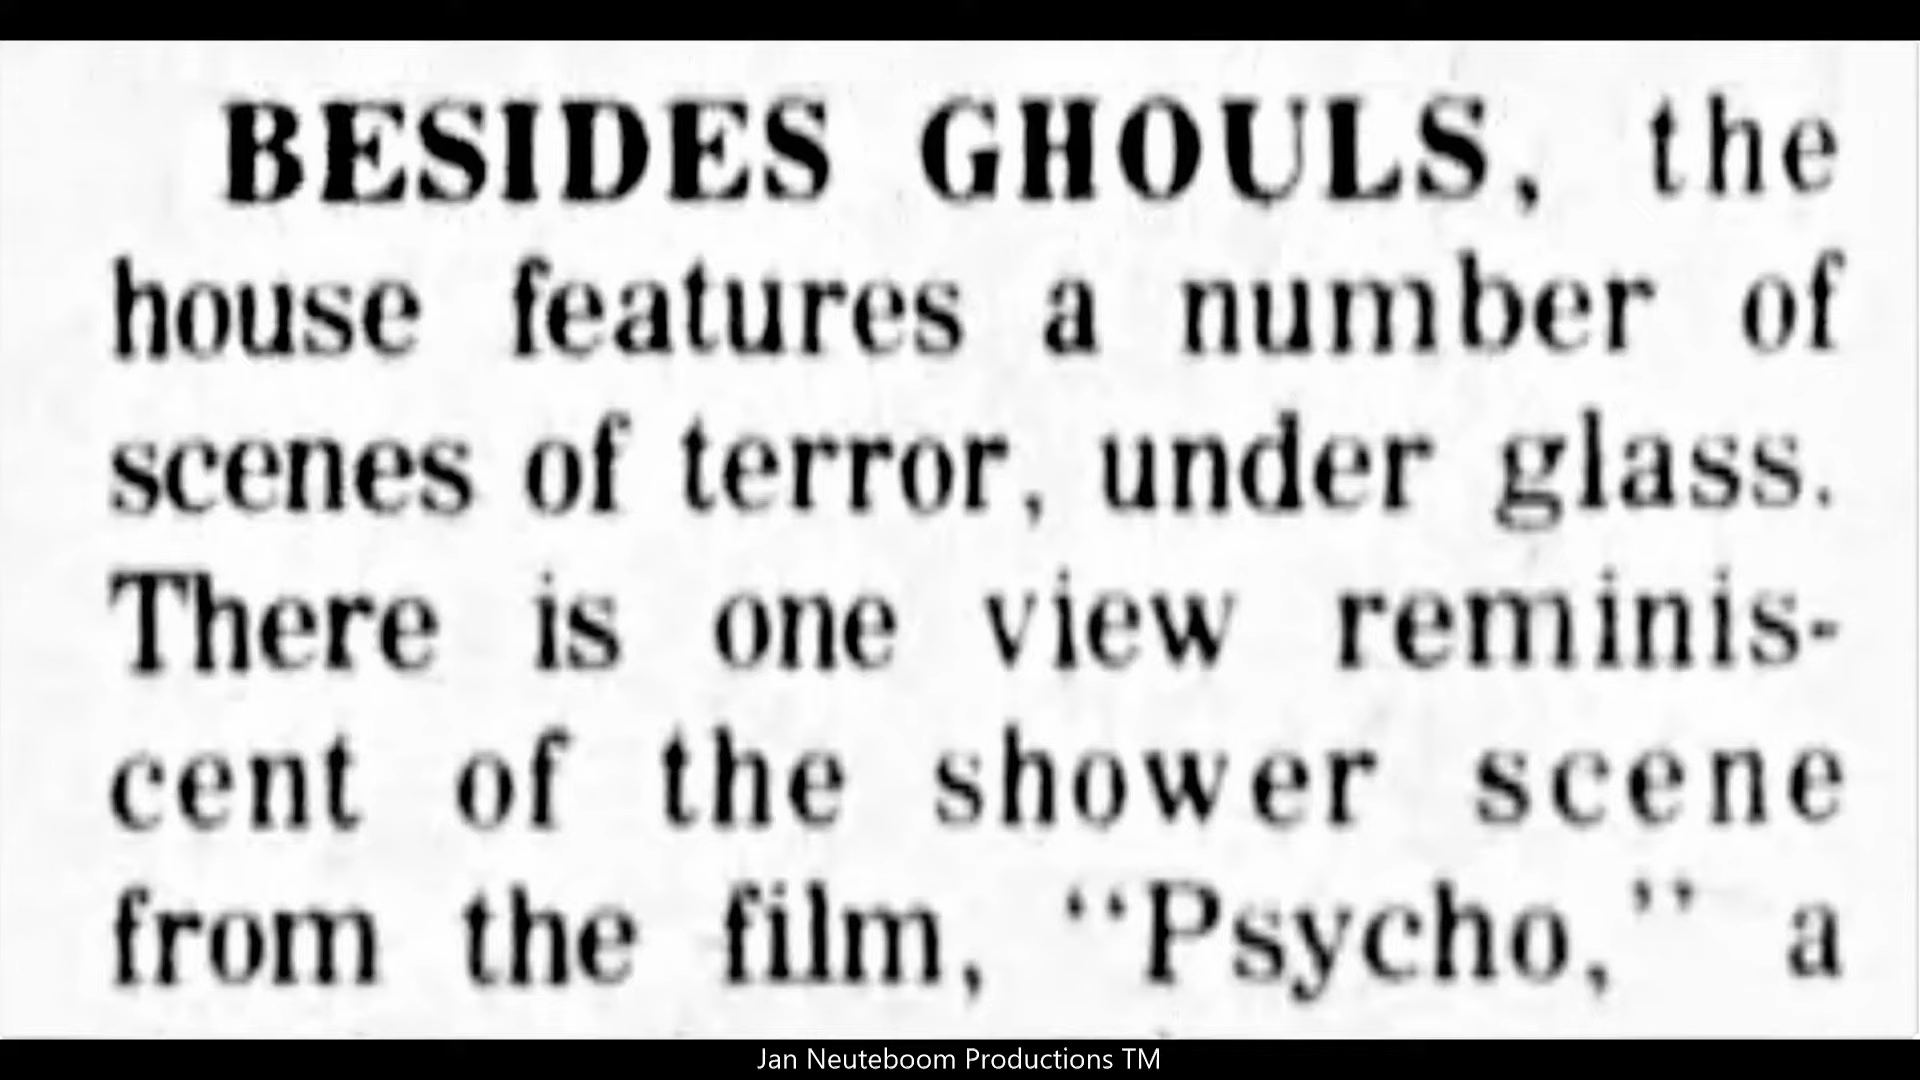 BESIDES GHOULS, the
house features a number of
scenes of terror, under glass.
There is one view reminis-
cent of the shower scene
from the film, “Psycho,” a
Jan Neuteboom Productions TM